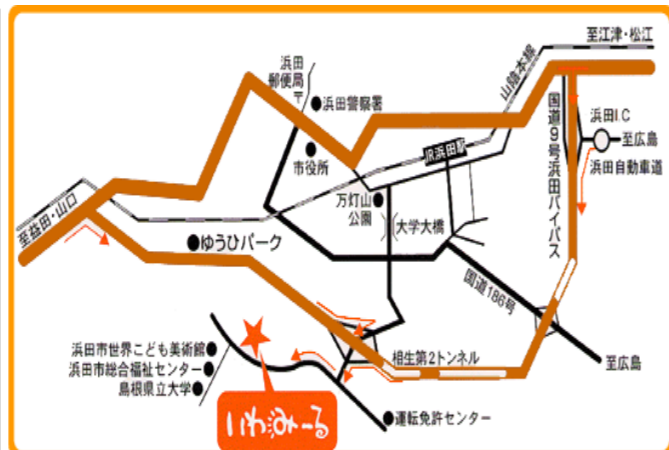 至江津・松江
山陰本線
浜田
郵便局
〒
浜田警察署
国道9号浜田バイパス
浜田I.C
至広島
浜田自動車道
JR浜田駅
市役所
万灯山
公園
大学大橋
至益田・山口
ゆうひパーク
国道186号
浜田市世界こども美術館
浜田市総合福祉センター
島根県立大学
相生第2トンネル
至広島
いわみーる
運転免許センター